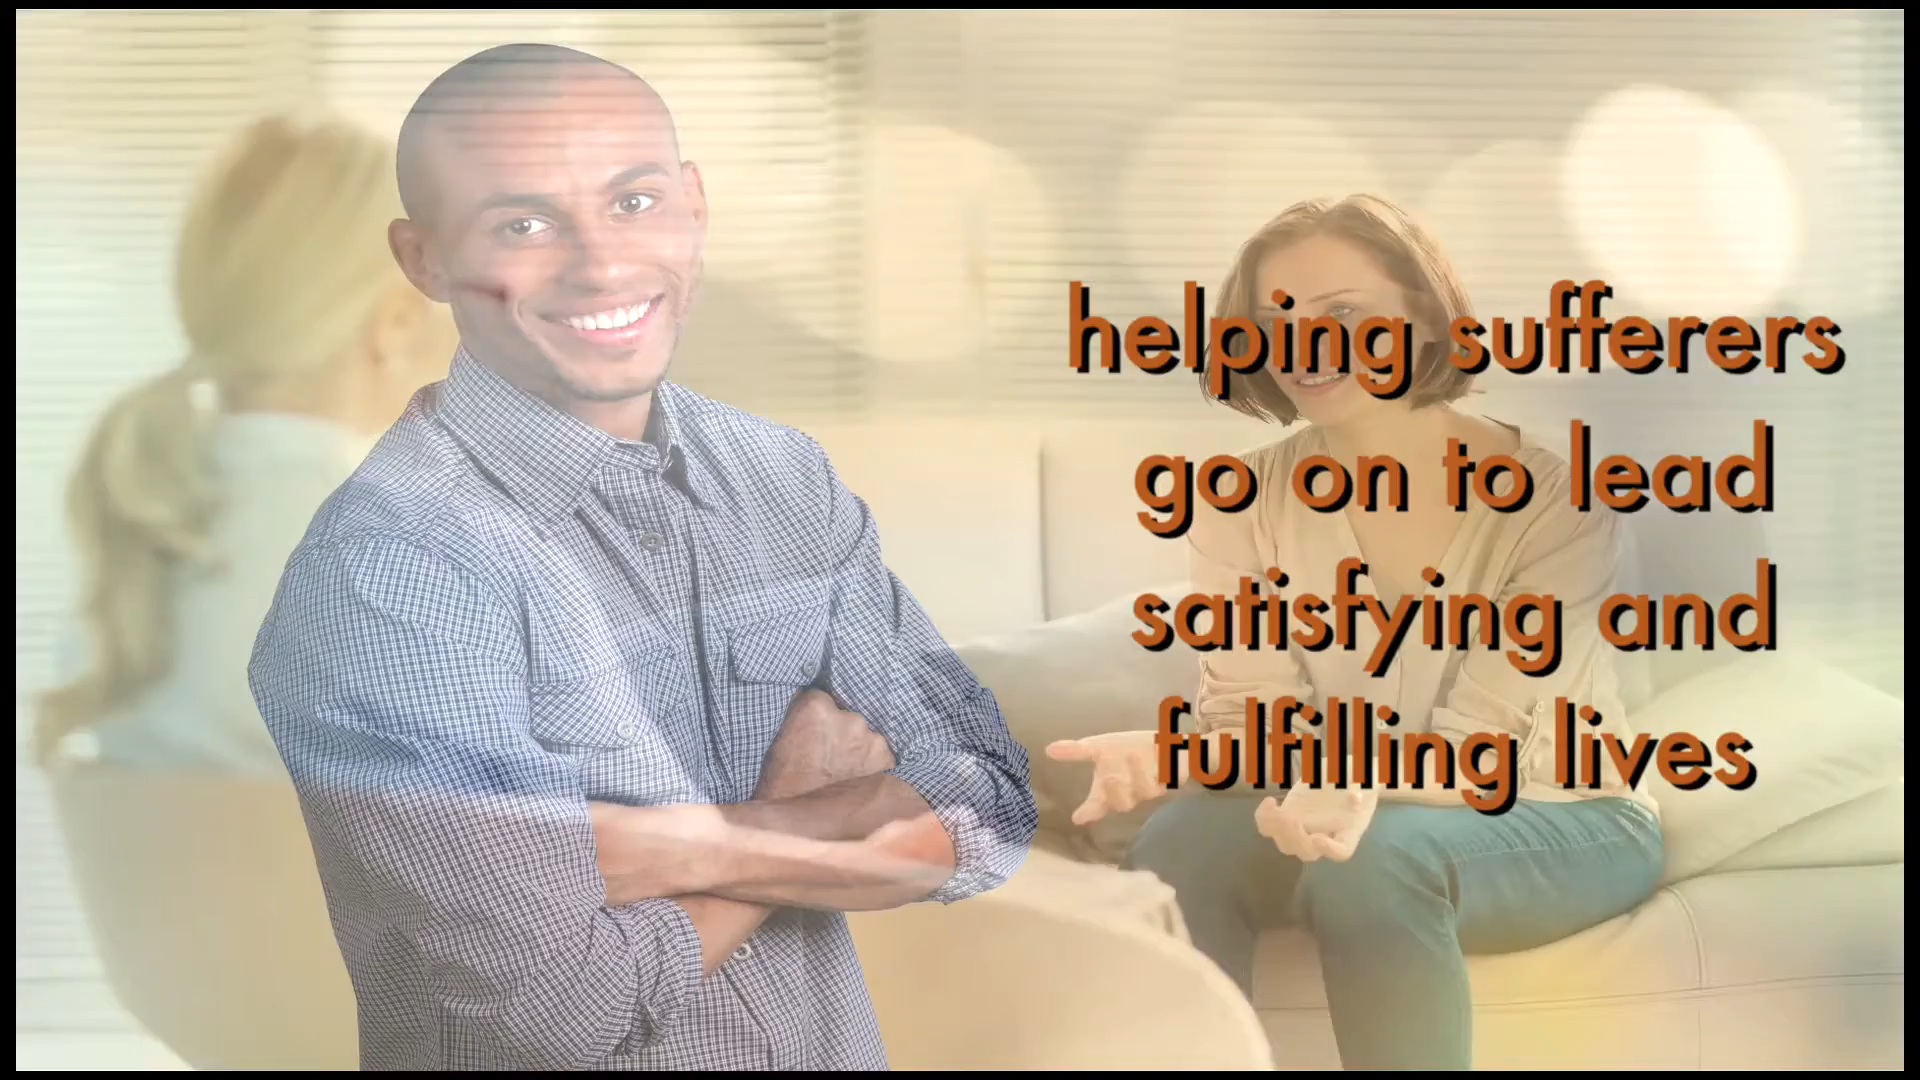 helping sufferers
go on to lead
satisfying and
fulfilling lives